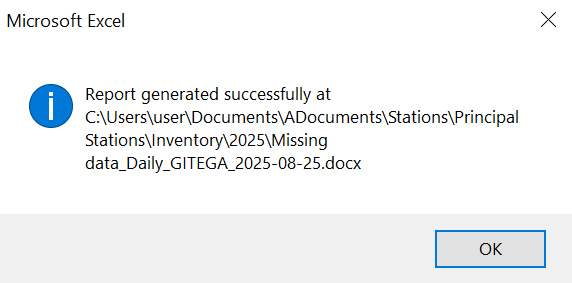 Microsoft Excel
Report generated successfully at
C:\Users\user\Documents\ADocuments\Stations\Principal
Stations\Inventory\2025\Missing
data_Daily_GITEGA_2025-08-25.docx
OK